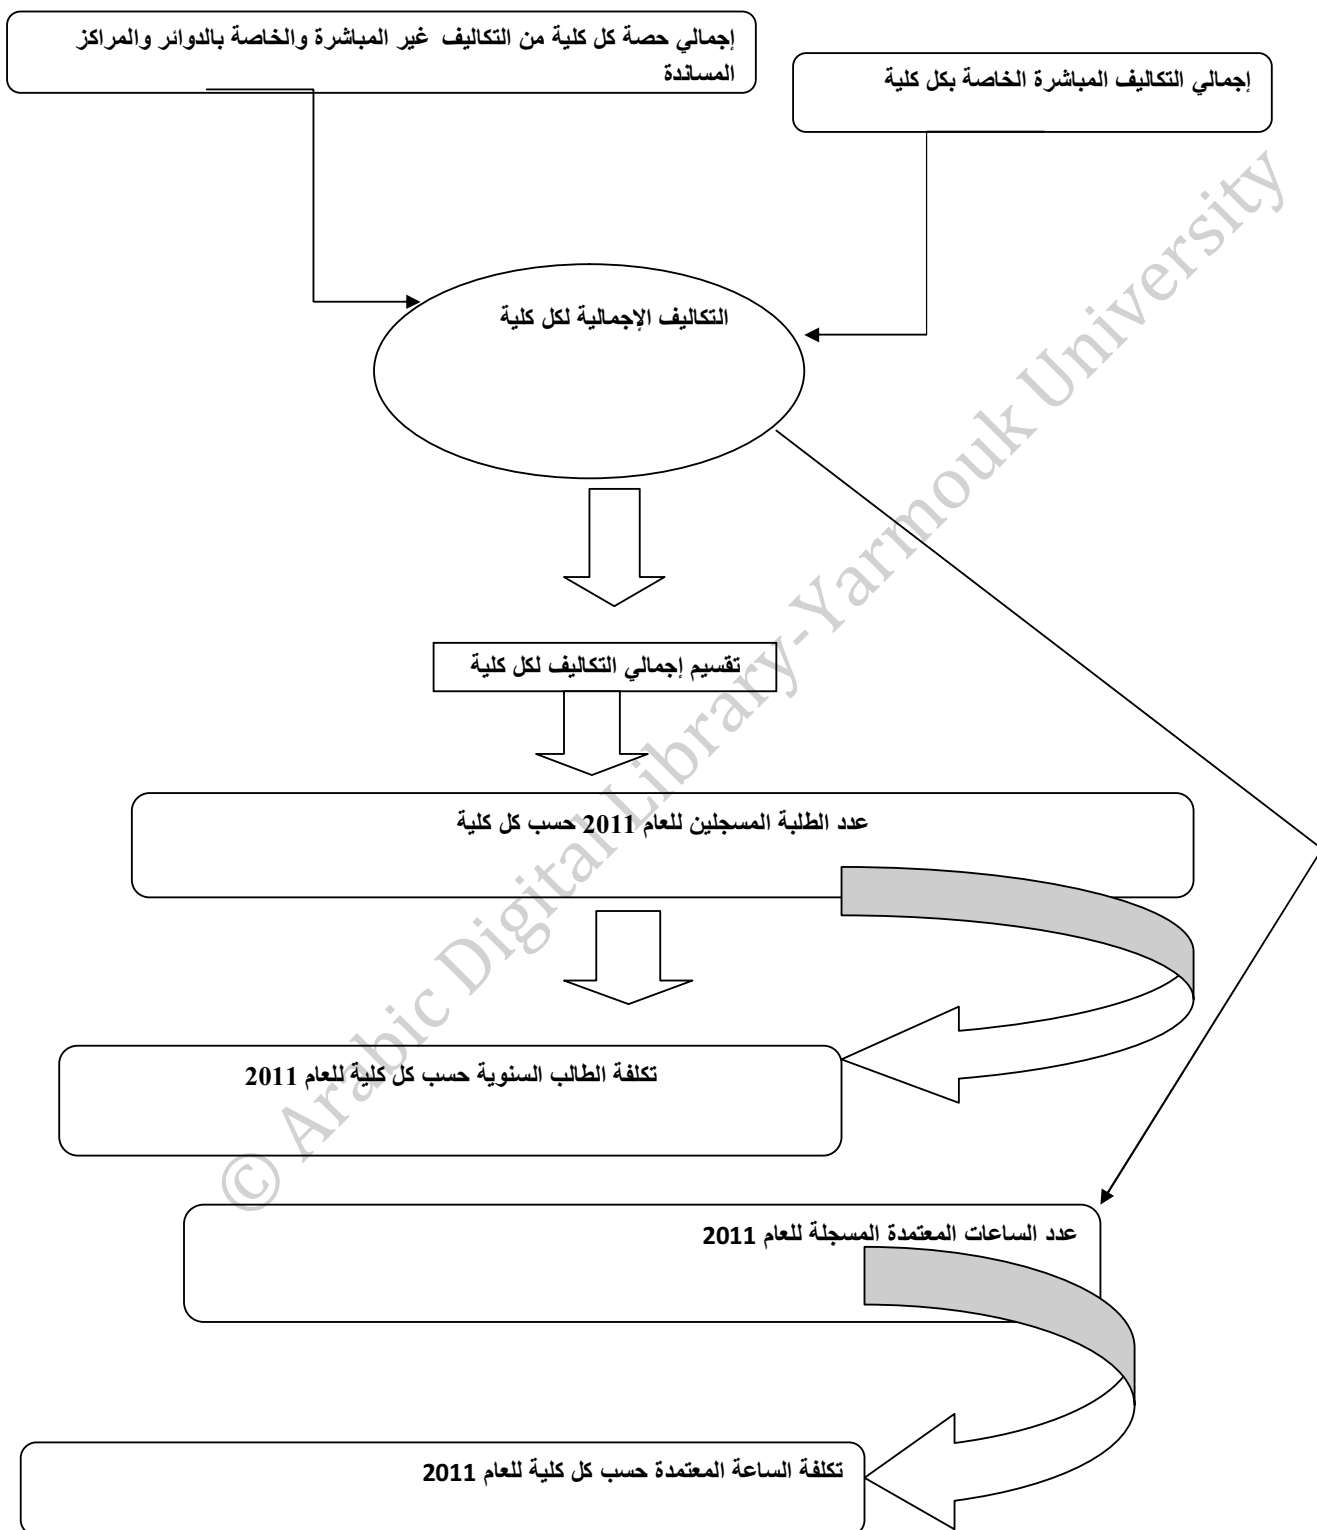 إجمالي حصة كل كلية من التكاليف غير المباشرة والخاصة بالدوائر والمراكز
المساندة
إجمالي التكاليف المباشرة الخاصة بكل كلية
التكاليف الإجمالية لكل كلية
تقسيم إجمالي التكاليف لكل كلية
عدد الطلبة المسجلين للعام 2011 حسب كل كلية
تكلفة الطالب السنوية حسب كل كلية للعام 2011
عدد الساعات المعتمدة المسجلة للعام 2011
تكلفة الساعة المعتمدة حسب كل كلية للعام 2011
© Arabic Digital Library-Yarmouk University